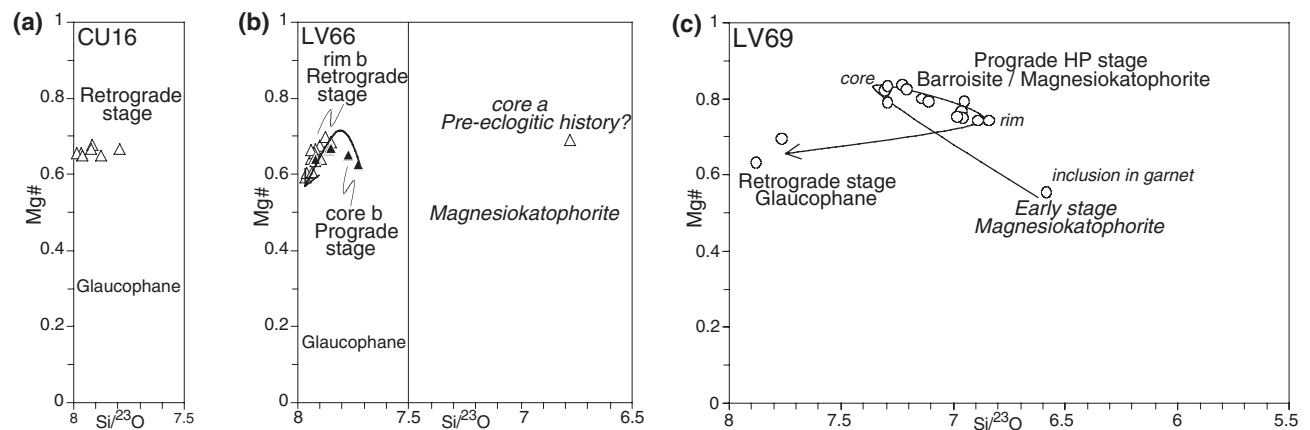 (a)
CU16
Retrograde
stage
Glaucophane
Mg#
1
0.8
0.6
0.4
0.2
0
8
Si/²³O
7.5
(b)
LV66
rim b
Retrograde
stage
core b
Prograde
stage
Glaucophane
core a
Pre-eclogitic history?
Magnesiokatophorite
Mg#
1
0.8
0.6
0.4
0.2
0
8
7.5
Si/²³O
7
6.5
(c)
LV69
Prograde HP stage
Barroisite / Magnesiokatophorite
core
rim
Retrograde stage
Glaucophane
inclusion in garnet
Early stage
Magnesiokatophorite
Mg#
1
0.8
0.6
0.4
0.2
0
8
7.5
7
Si/²³O
6.5
6
5.5